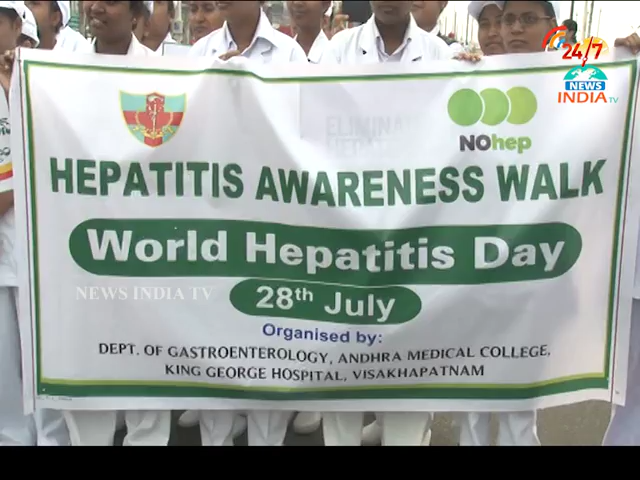 24/7
NEWS
INDIA TV
NOhep
HEPATITIS AWARENESS WALK
World Hepatitis Day
28th July
NEWS INDIA TV
Organised by:
DEPT. OF GASTROENTEROLOGY, ANDHRA MEDICAL COLLEGE,
KING GEORGE HOSPITAL, VISAKHAPATNAM